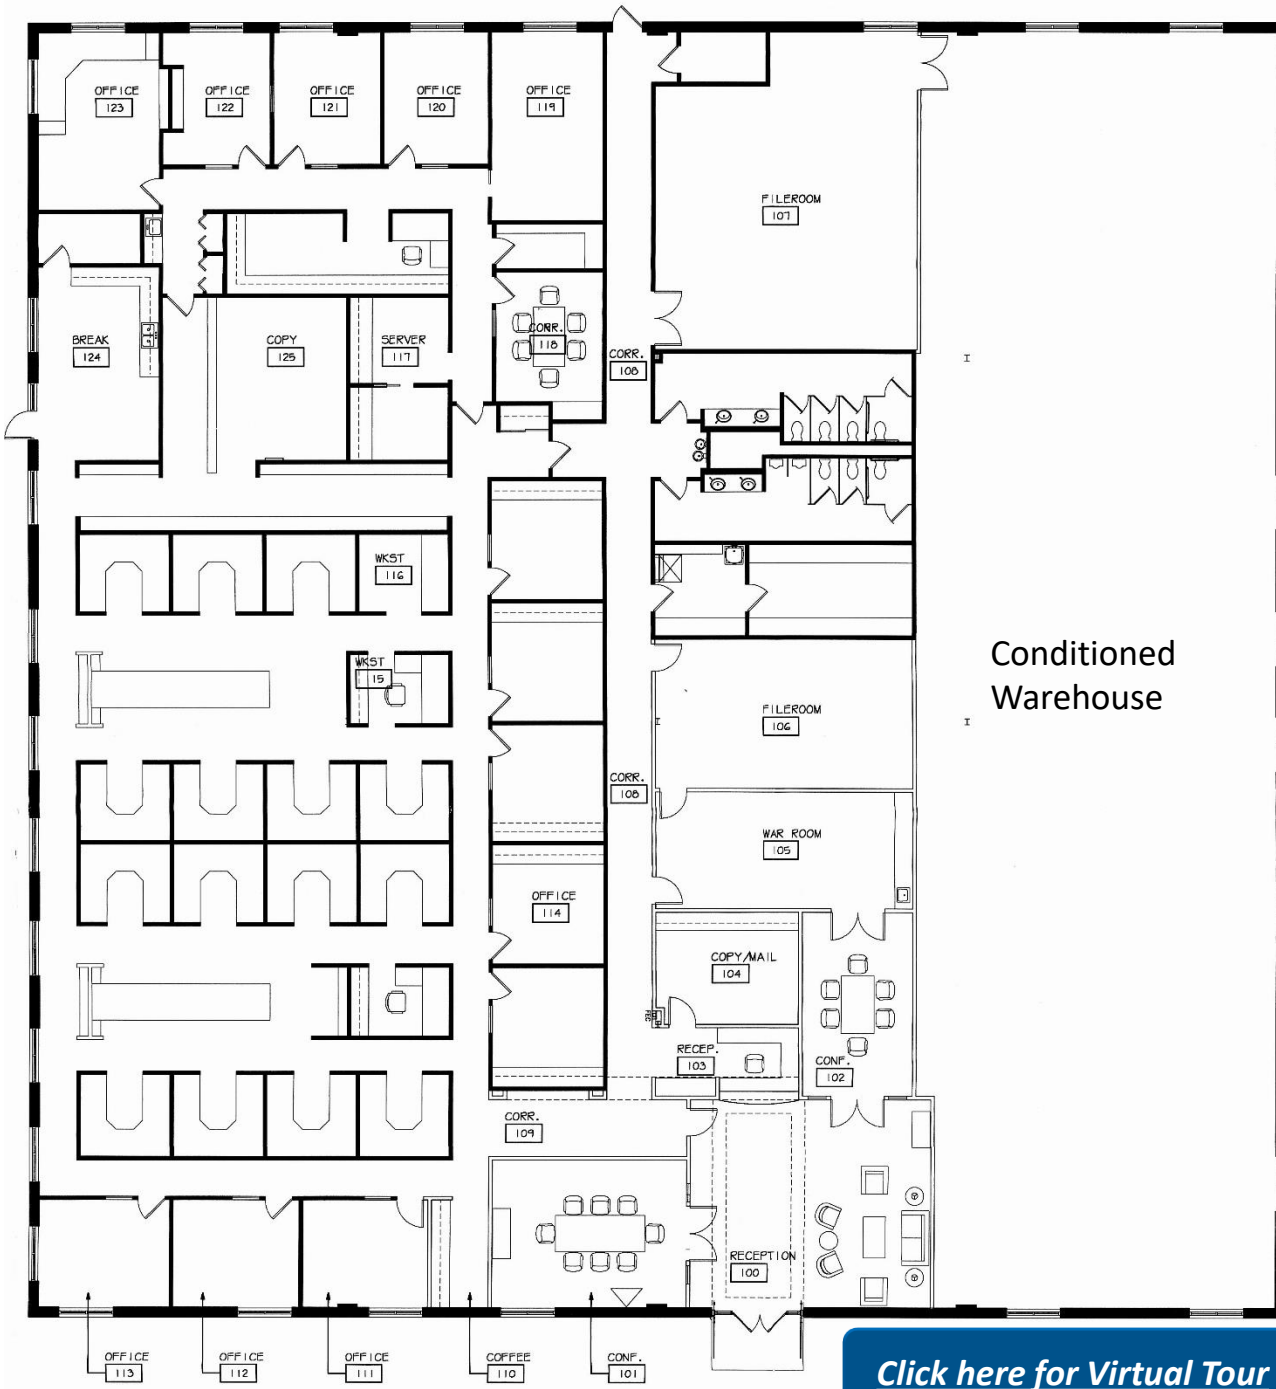 OFFICE
123
OFFICE
122
OFFICE
121
OFFICE
120
OFFICE
119
FILEROOM
107
BREAK
124
COPY
125
SERVER
117
CORR.
118
CORR.
108
WKST
116
WKST
15
FILEROOM
106
Conditioned
Warehouse
CORR.
108
WAR ROOM
105
OFFICE
114
COPY/MAIL
104
FEC
RECEP.
103
CONF.
102
CORR.
109
RECEPTION
100
OFFICE
113
OFFICE
112
OFFICE
111
COFFEE
110
CONF.
101
Click here for Virtual Tour